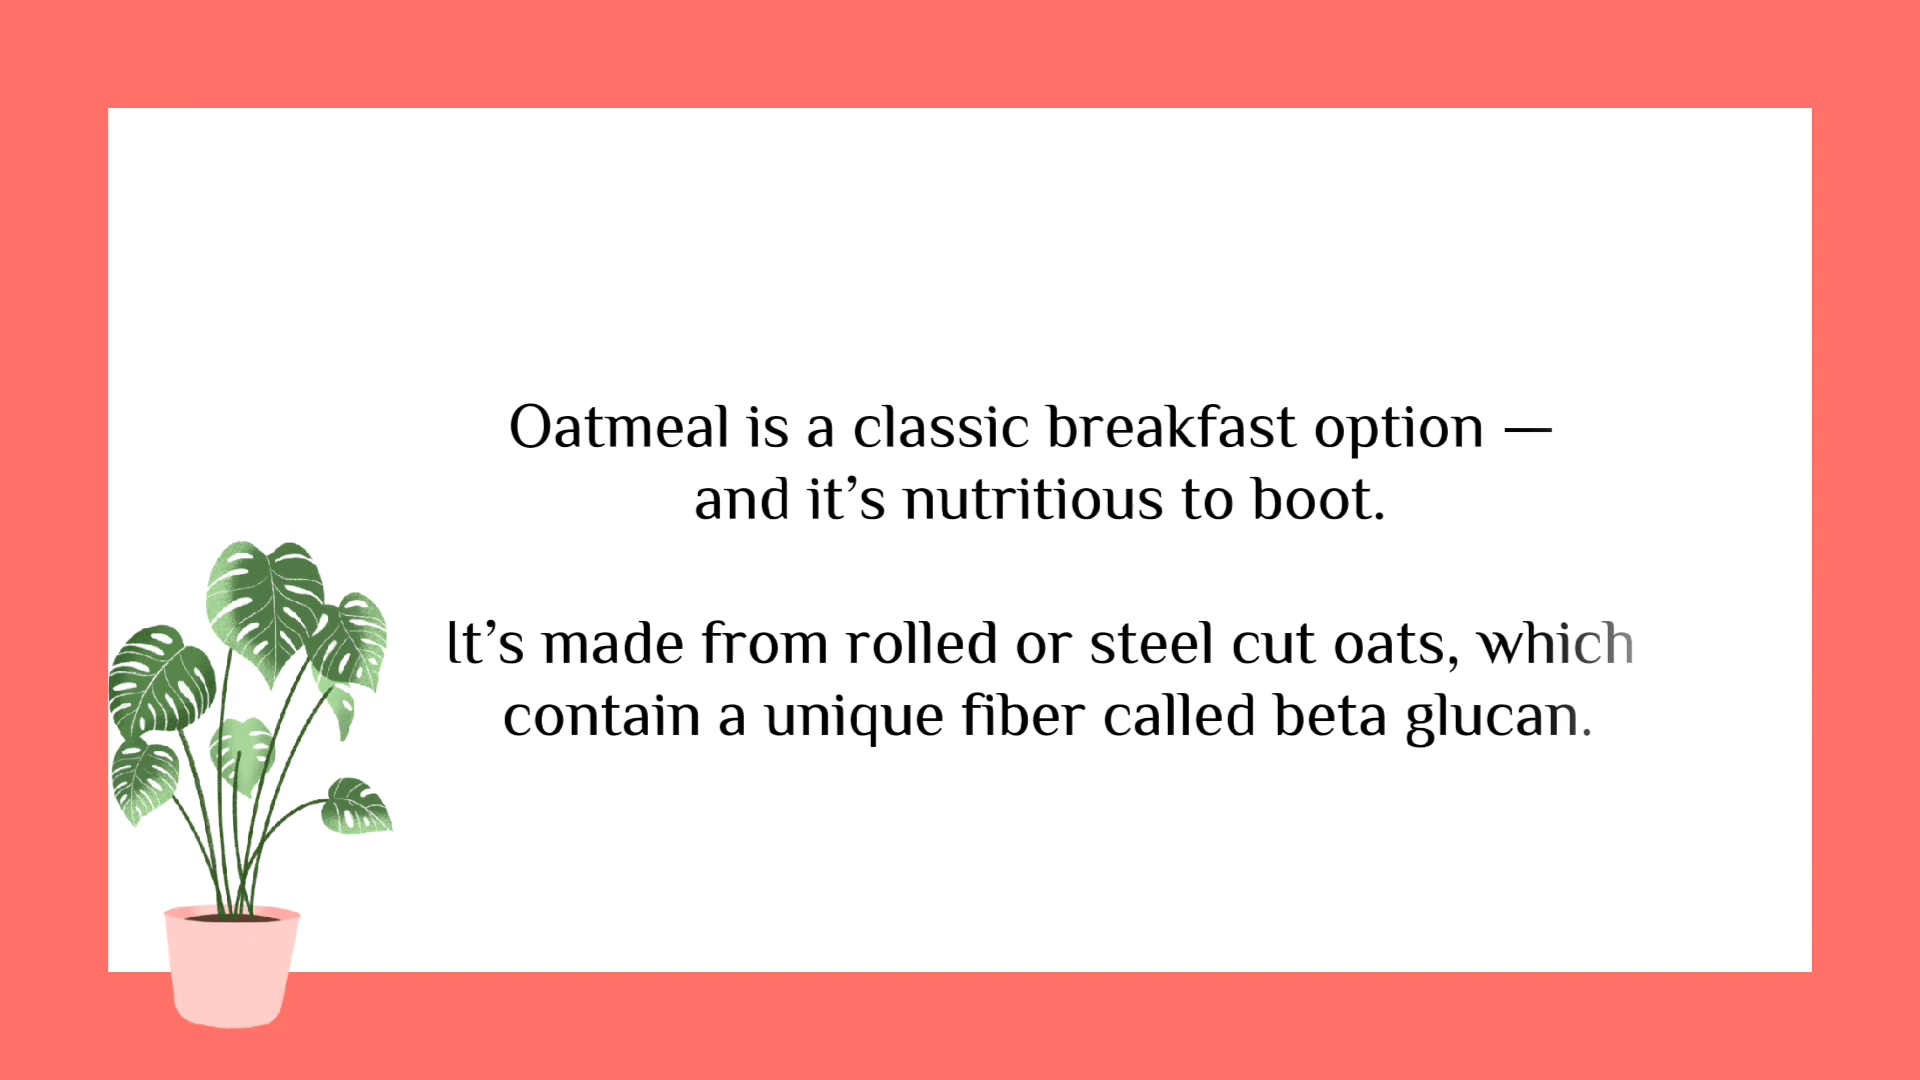 Oatmeal is a classic breakfast option —
and it’s nutritious to boot.
It’s made from rolled or steel cut oats, which
contain a unique fiber called beta glucan.